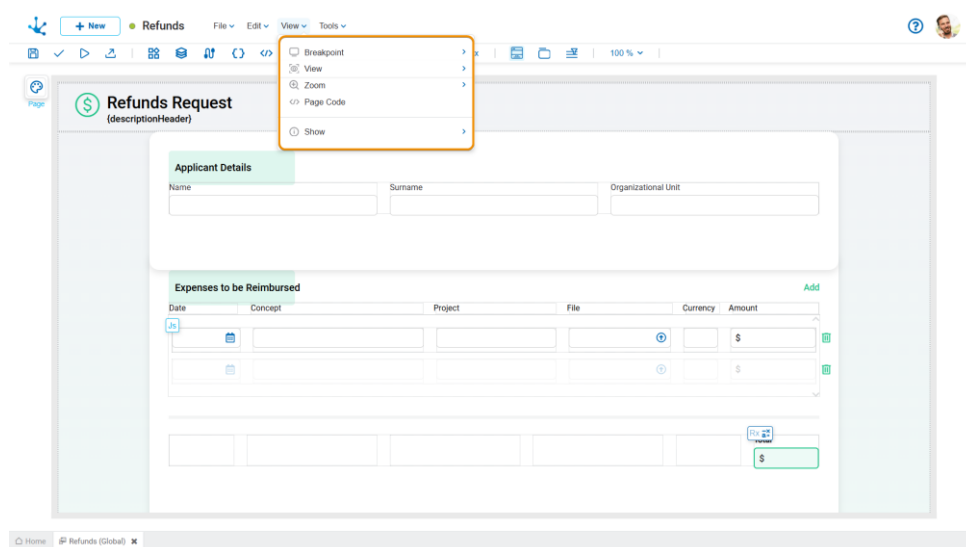 + New
Refunds
File
Edit
View
Tools
x
100 %
Breakpoint
View
Zoom
Page Code
Show
Page
Refunds Request
{descriptionHeader}
Applicant Details
Name
Surname
Organizational Unit
Expenses to be Reimbursed
Add
Date
Concept
Project
File
Currency
Amount
Js
$
$
Rx
Total
$
Home
Refunds (Global)